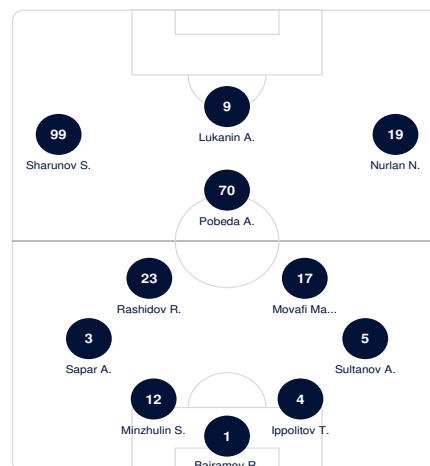 9
Lukanin A.
99
Sharunov S.
19
Nurlan N.
70
Pobeda A.
23
Rashidov R.
17
Movafi Ma...
3
Sapar A.
5
Sultanov A.
12
Minzhulin S.
4
Ippolitov T.
1
Bairamov R.